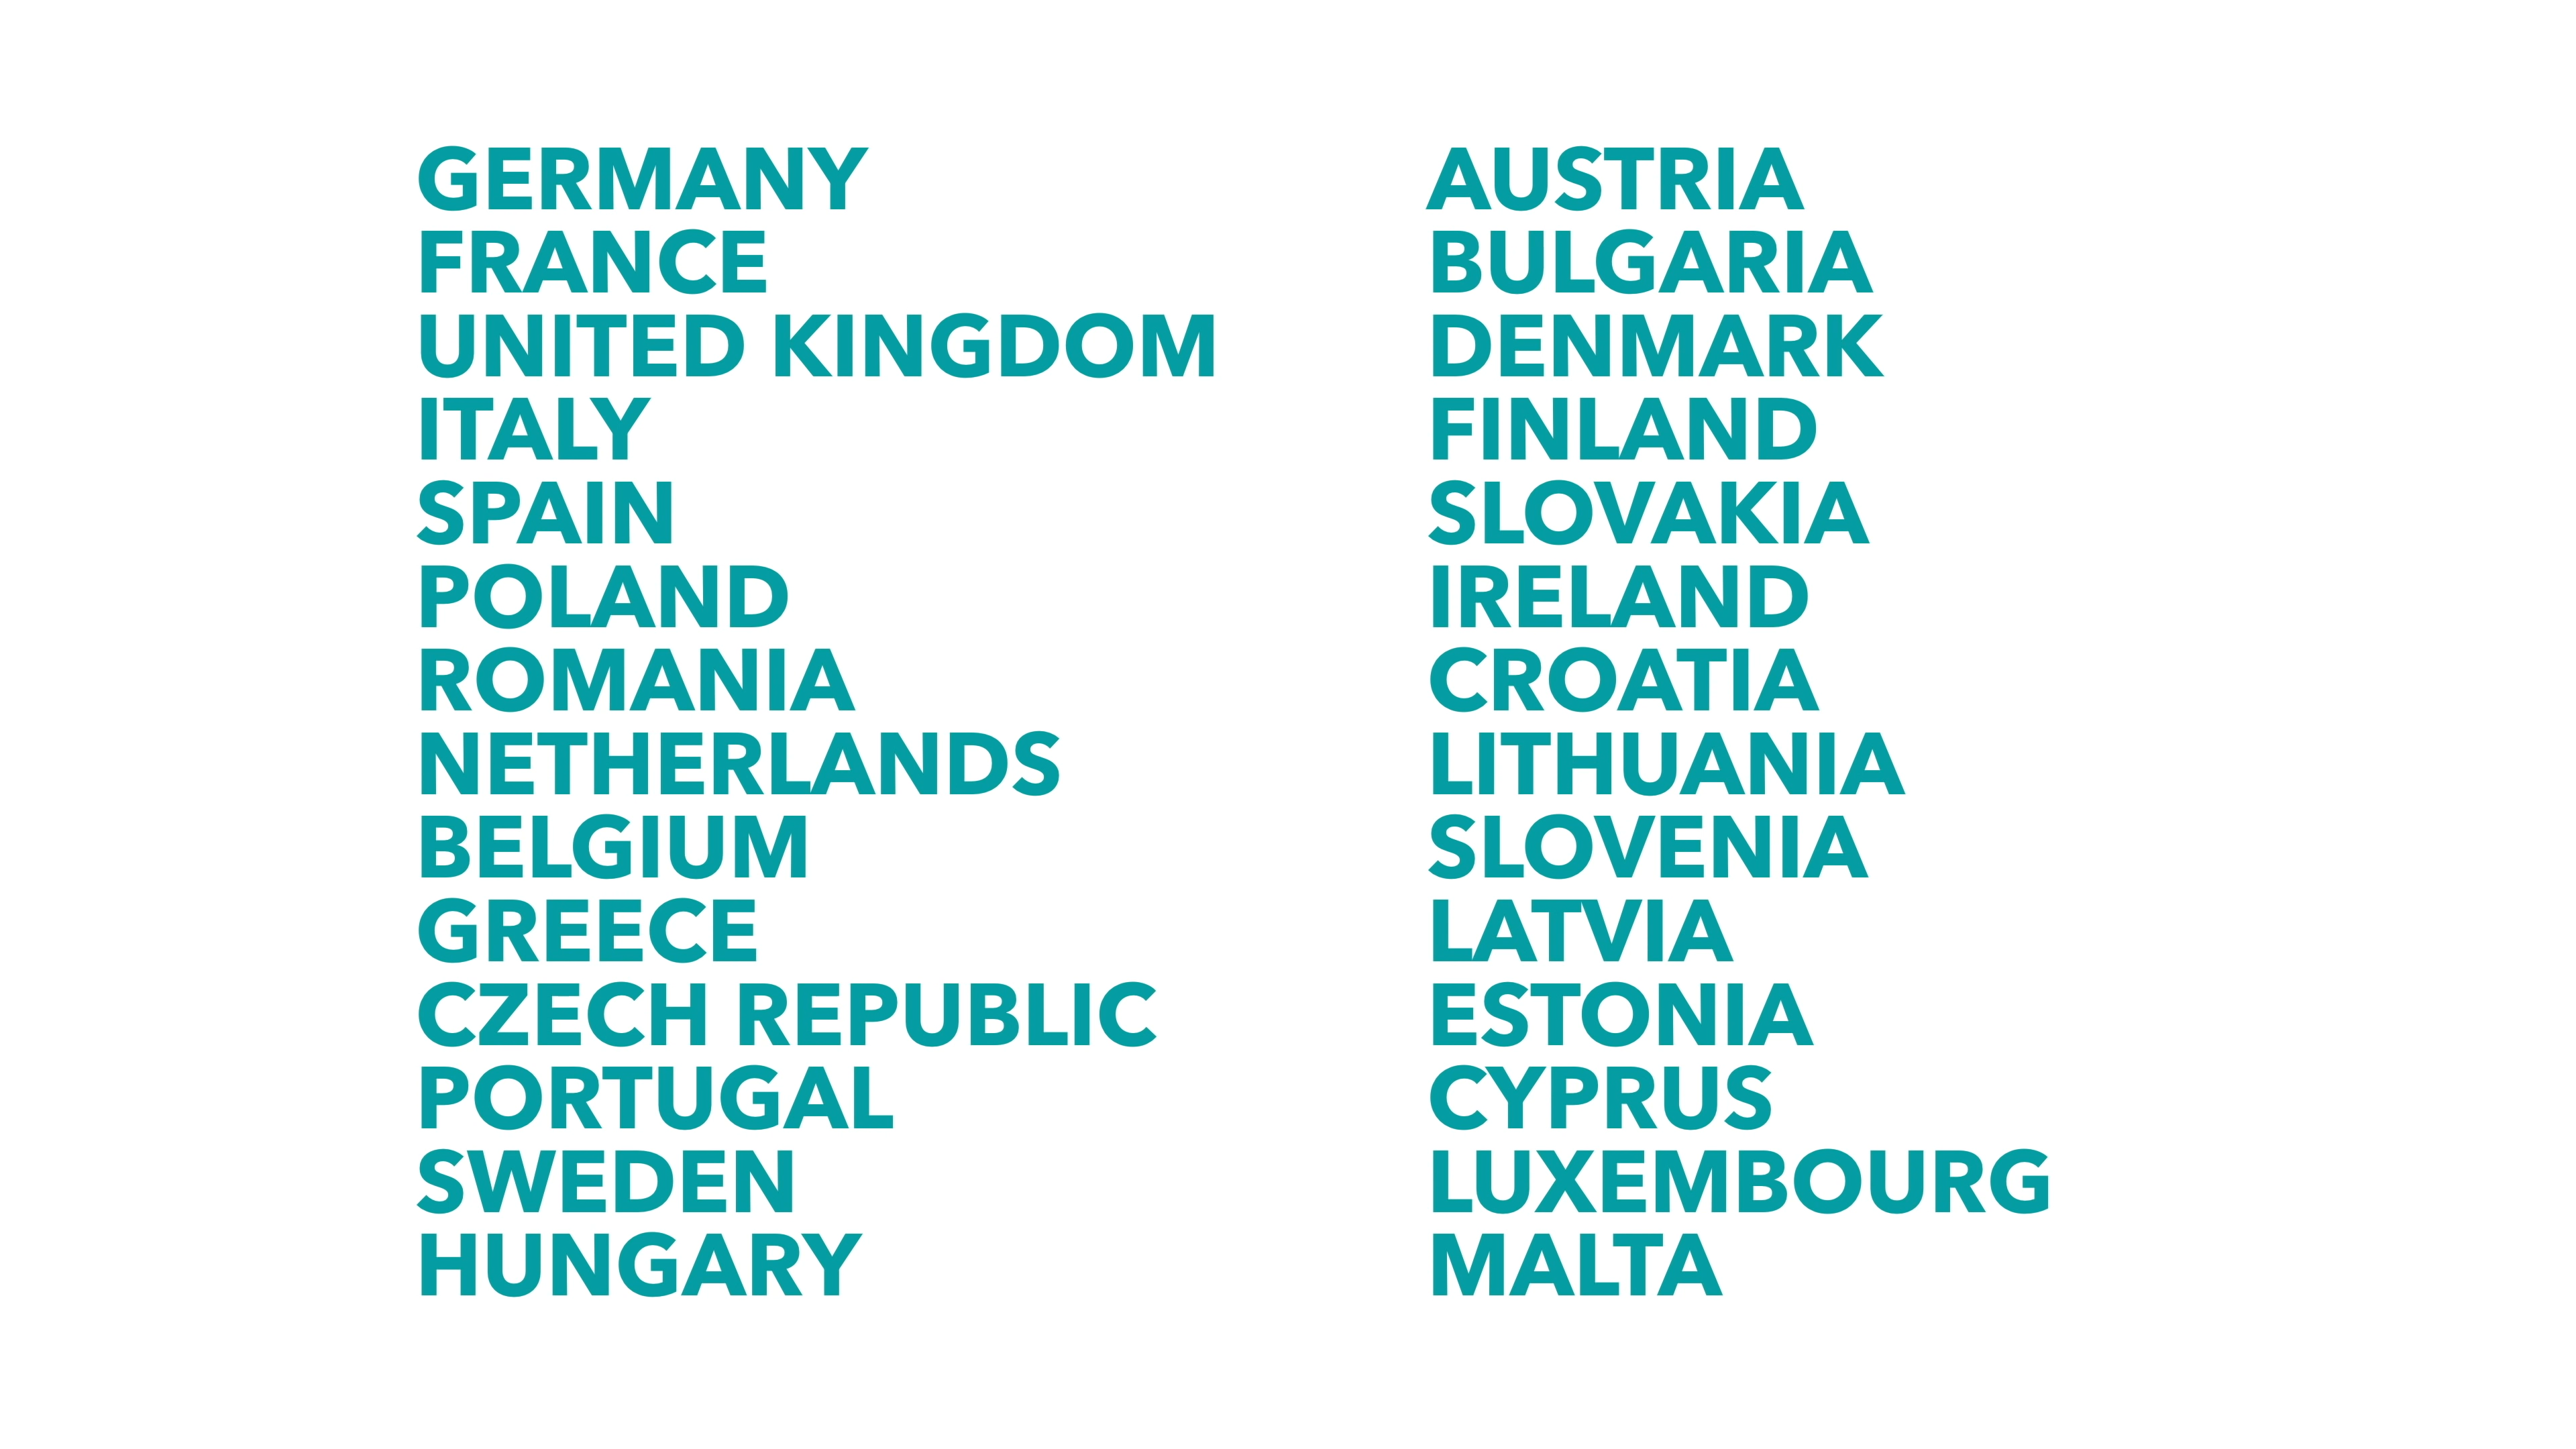 GERMANY
FRANCE
UNITED KINGDOM
ITALY
SPAIN
POLAND
ROMANIA
NETHERLANDS
BELGIUM
GREECE
CZECH REPUBLIC
PORTUGAL
SWEDEN
HUNGARY
AUSTRIA
BULGARIA
DENMARK
FINLAND
SLOVAKIA
IRELAND
CROATIA
LITHUANIA
SLOVENIA
LATVIA
ESTONIA
CYPRUS
LUXEMBOURG
MALTA